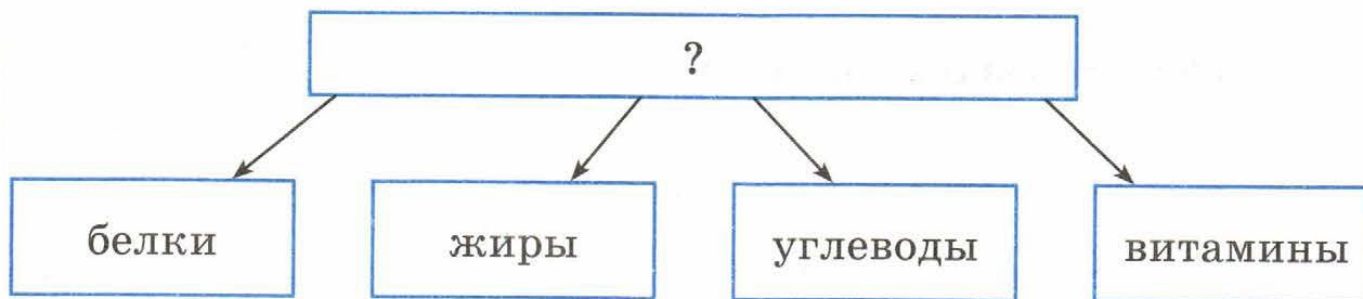 ?
белки
жиры
углеводы
витамины